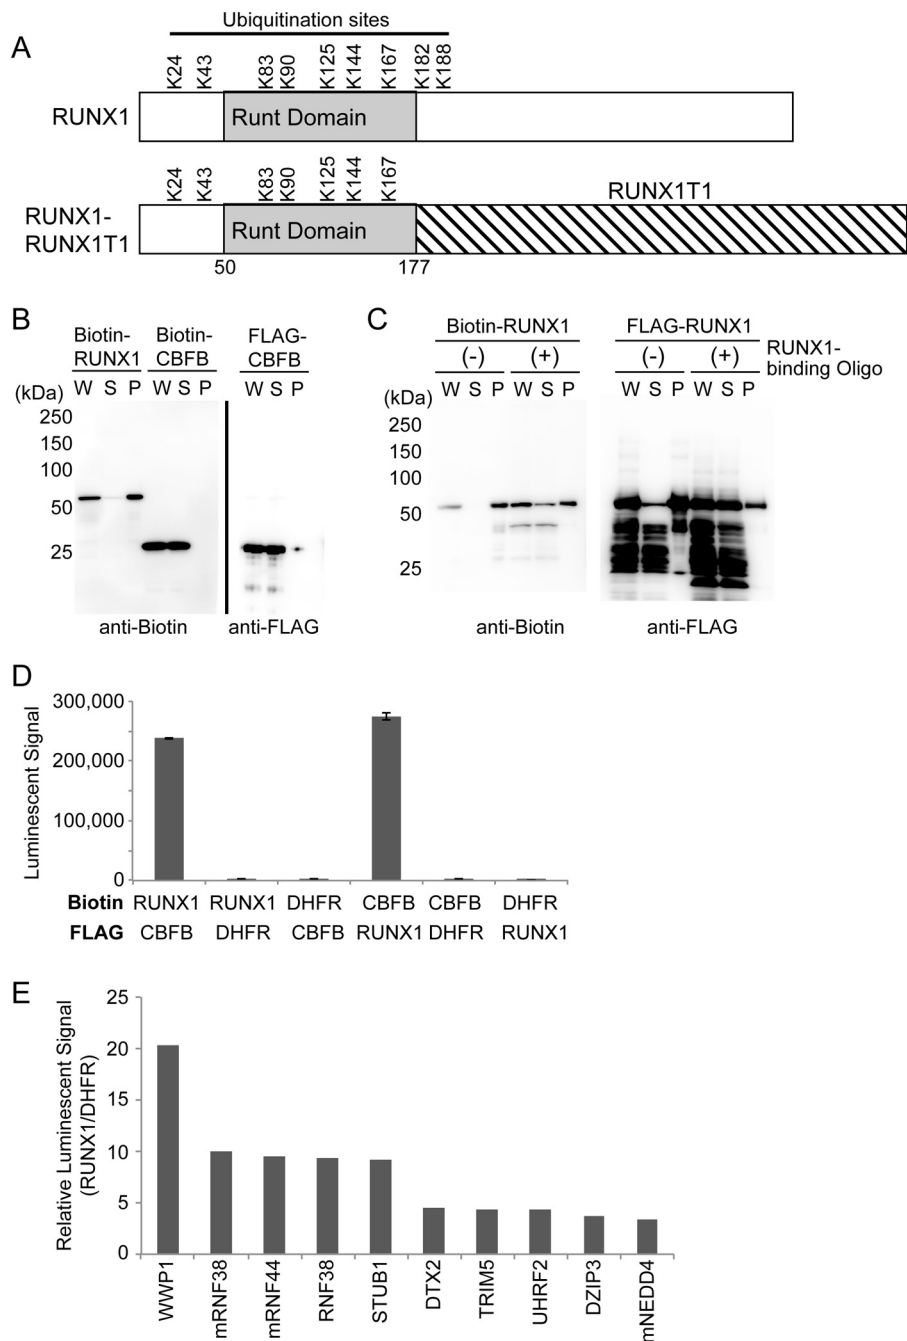 A
Ubiquitination sites
K24 K43 K83 K90 K125 K144 K167 K182 K188
RUNX1
Runt Domain
K24 K43 K83 K90 K125 K144 K167
RUNX1T1
RUNX1-
RUNX1T1
Runt Domain
50 177
B
Biotin-
RUNX1
Biotin-
CBFB
FLAG-
CBFB
W S P W S P W S P
(kDa)
250
150
100
50
25
anti-Biotin anti-FLAG
C
Biotin-RUNX1 FLAG-RUNX1
(-) (+) (-) (+)
RUNX1-
binding Oligo
W S P W S P W S P W S P
(kDa)
250
150
100
50
25
anti-Biotin anti-FLAG
D
Luminescent Signal
300,000
200,000
100,000
0
Biotin RUNX1 RUNX1 DHFR CBFB CBFB DHFR
FLAG CBFB DHFR CBFB RUNX1 DHFR RUNX1
E
Relative Luminescent Signal
(RUNX1/DHFR)
25
20
15
10
5
0
WWP1
mRNF38
mRNF44
RNF38
STUB1
DTX2
TRIM5
UHRF2
DZIP3
mNEDD4